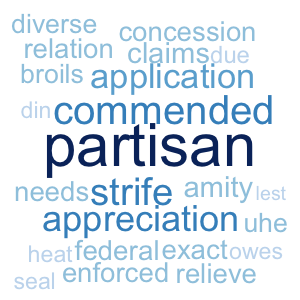 diverse concession
relation claims due
broils application
din commended
partisan
needs strife amity lest
appreciation uhe
heat federal exact owes
seal enforced relieve